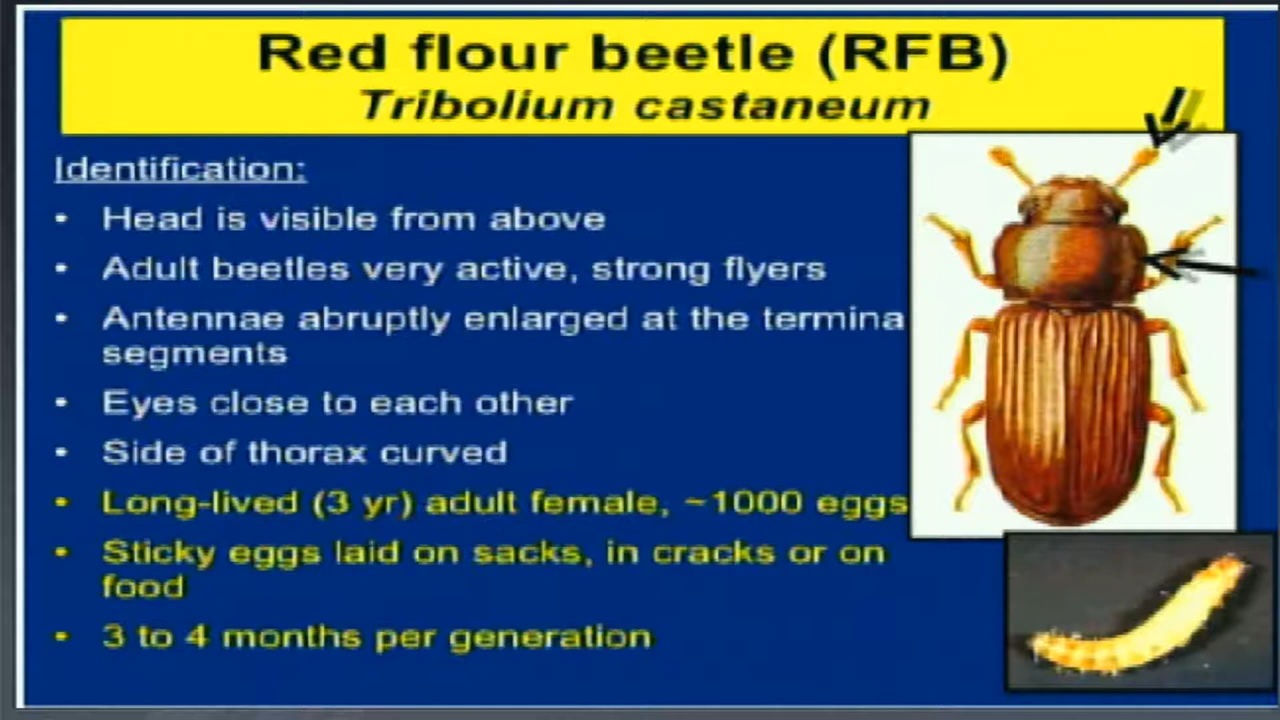 Red flour beetle (RFB)
Tribolium castaneum
Identification:
• Head is visible from above
• Adult beetles very active, strong flyers
• Antennae abruptly enlarged at the termina
segments
• Eyes close to each other
• Side of thorax curved
• Long-lived (3 yr) adult female, ~1000 eggs
• Sticky eggs laid on sacks, in cracks or on
food
• 3 to 4 months per generation